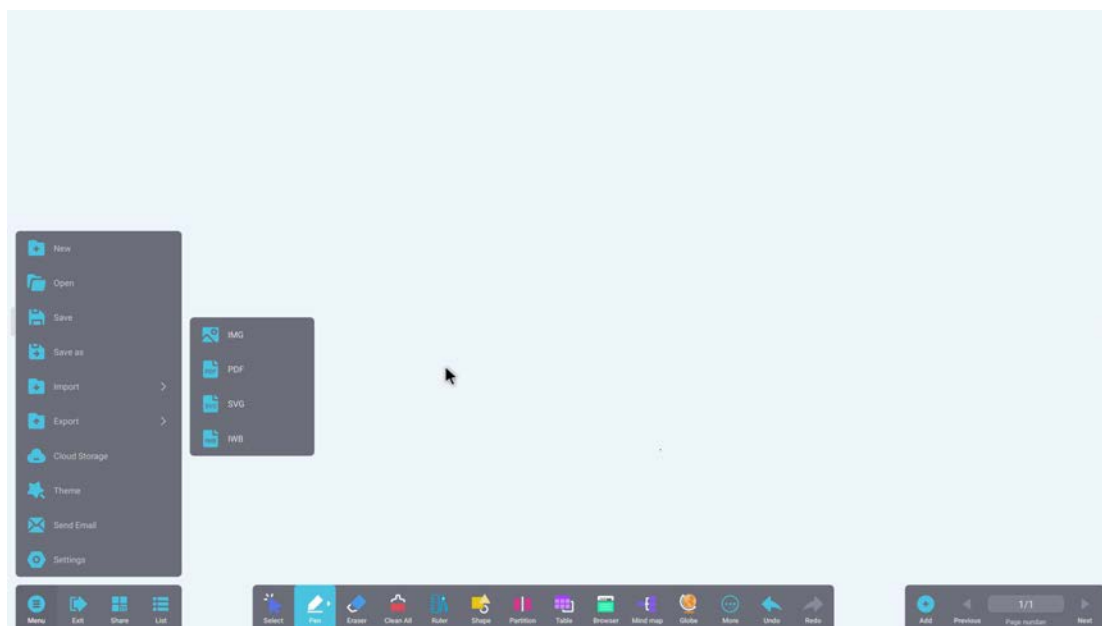 New
Open
Save
Save as
Import
Export
Cloud Storage
Theme
Send Email
Settings
IMG
PDF
SVG
IWB
Menu Exit Share List
Select Pen Eraser Clean All Ruler Shape Partition Table Browser Mind map Globe More Undo Redo
1/1
Add Previous Page number Next